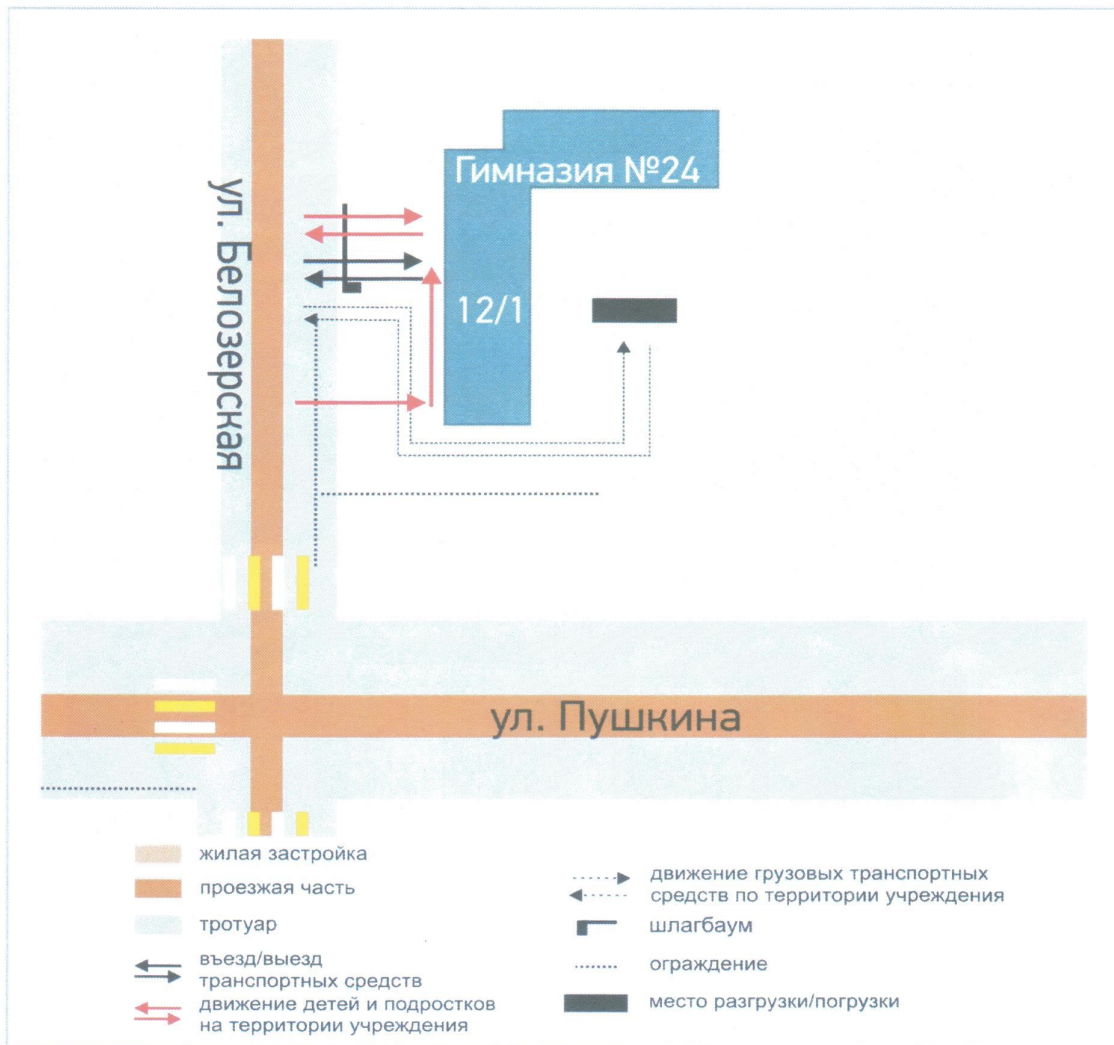 Гимназия №24
ул. Белозерская
12/1
ул. Пушкина
жилая застройка
проезжая часть
тротуар
въезд/выезд
транспортных средств
движение детей и подростков
на территории учреждения
движение грузовых транспортных
средств по территории учреждения
шлагбаум
ограждение
место разгрузки/погрузки